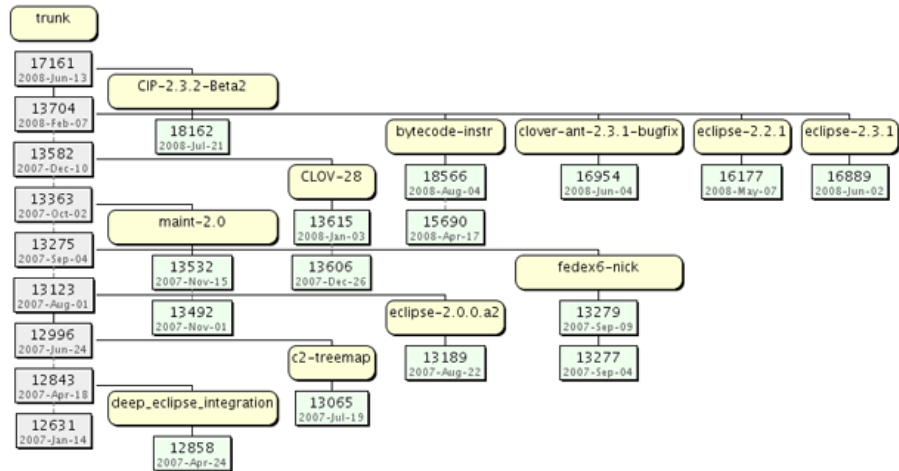 trunk
17161
2008-Jun-13
CIP-2.3.2-Beta2
13704
2008-Feb-07
18162
2008-Jul-21
bytecode-instr
clover-ant-2.3.1-bugfix
eclipse-2.2.1
eclipse-2.3.1
13582
2007-Dec-10
CLOV-28
18566
2008-Aug-04
16954
2008-Jun-04
16177
2008-May-07
16889
2008-Jun-02
13363
2007-Oct-02
maint-2.0
13615
2008-Jan-03
15690
2008-Apr-17
13275
2007-Sep-04
13532
2007-Nov-15
13606
2007-Dec-26
fedex6-nick
13123
2007-Aug-01
13492
2007-Nov-01
eclipse-2.0.0.a2
13279
2007-Sep-09
12996
2007-Jun-24
c2-treemap
13189
2007-Aug-22
13277
2007-Sep-04
12843
2007-Apr-18
deep_eclipse_integration
13065
2007-Jul-19
12631
2007-Jan-14
12858
2007-Apr-24